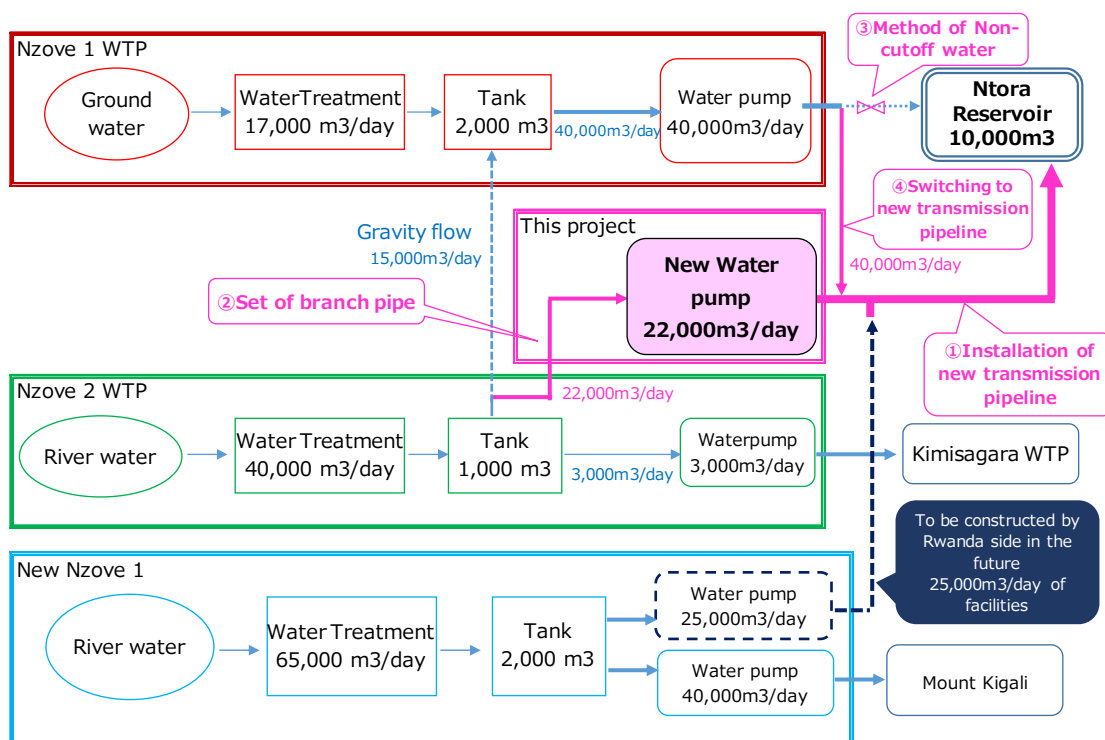 Nzove 1 WTP
Ground
water
WaterTreatment
17,000 m3/day
Tank
2,000 m3
40,000m3/day
Water pump
40,000m3/day
③Method of Non-
cutoff water
Ntora
Reservoir
10,000m3
④Switching to
new transmission
pipeline
40,000m3/day
Gravity flow
15,000m3/day
This project
New Water
pump
22,000m3/day
②Set of branch pipe
22,000m3/day
①Installation of
new transmission
pipeline
Nzove 2 WTP
River water
Water Treatment
40,000 m3/day
Tank
1,000 m3
3,000m3/day
Waterpump
3,000m3/day
Kimisagara WTP
To be constructed by
Rwanda side in the
future
25,000m3/day of
facilities
New Nzove 1
River water
Water Treatment
65,000 m3/day
Tank
2,000 m3
Water pump
25,000m3/day
Water pump
40,000m3/day
Mount Kigali